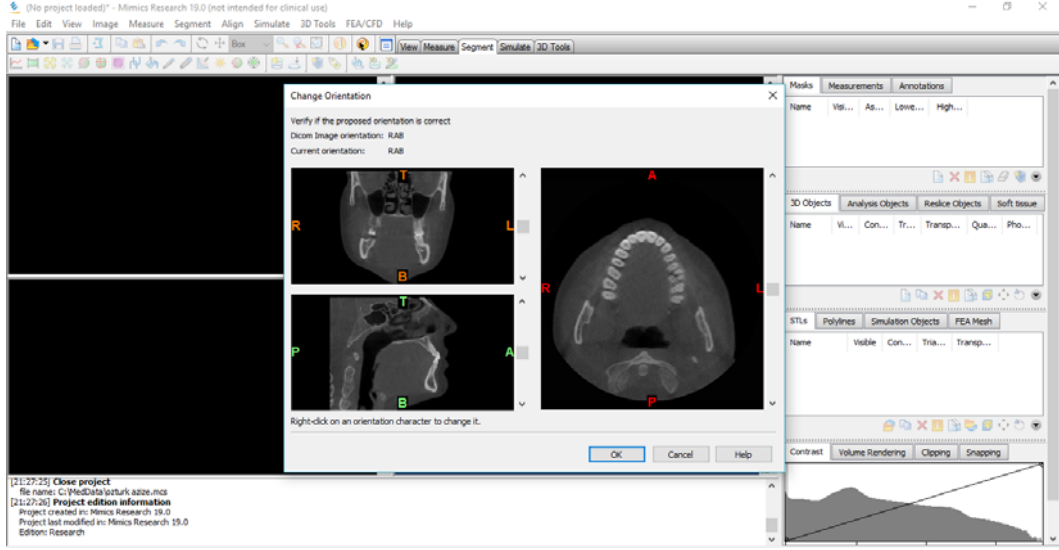 (No project loaded)* - Mimics Research 19.0 (not intended for clinical use)
File Edit View Image Measure Segment Align Simulate 3D Tools FEA/CFD Help
Box
View Measure Segment Simulate 3D Tools
Change Orientation
Verify if the proposed orientation is correct
Dicom Image orientation: RAB
Current orientation: RAB
T
R L
B
T
P A
B
A
R L
P
Right-click on an orientation character to change it.
OK Cancel Help
Masks Measurements Annotations
Name Visi... As... Lowe... High...
3D Objects Analysis Objects Reslice Objects Soft tissue
Name Vi... Con... Tr... Transp... Qua... Pho...
STLs Polylines Simulation Objects FEA Mesh
Name Visible Con... Tria... Transp...
Contrast Volume Rendering Clipping Snapping
[21:27:25] Close project
file name: C:\MedData\pzturk azize.mcs
[21:27:26] Project edition information
Project created in: Mimics Research 19.0
Project last modified in: Mimics Research 19.0
Edition: Research